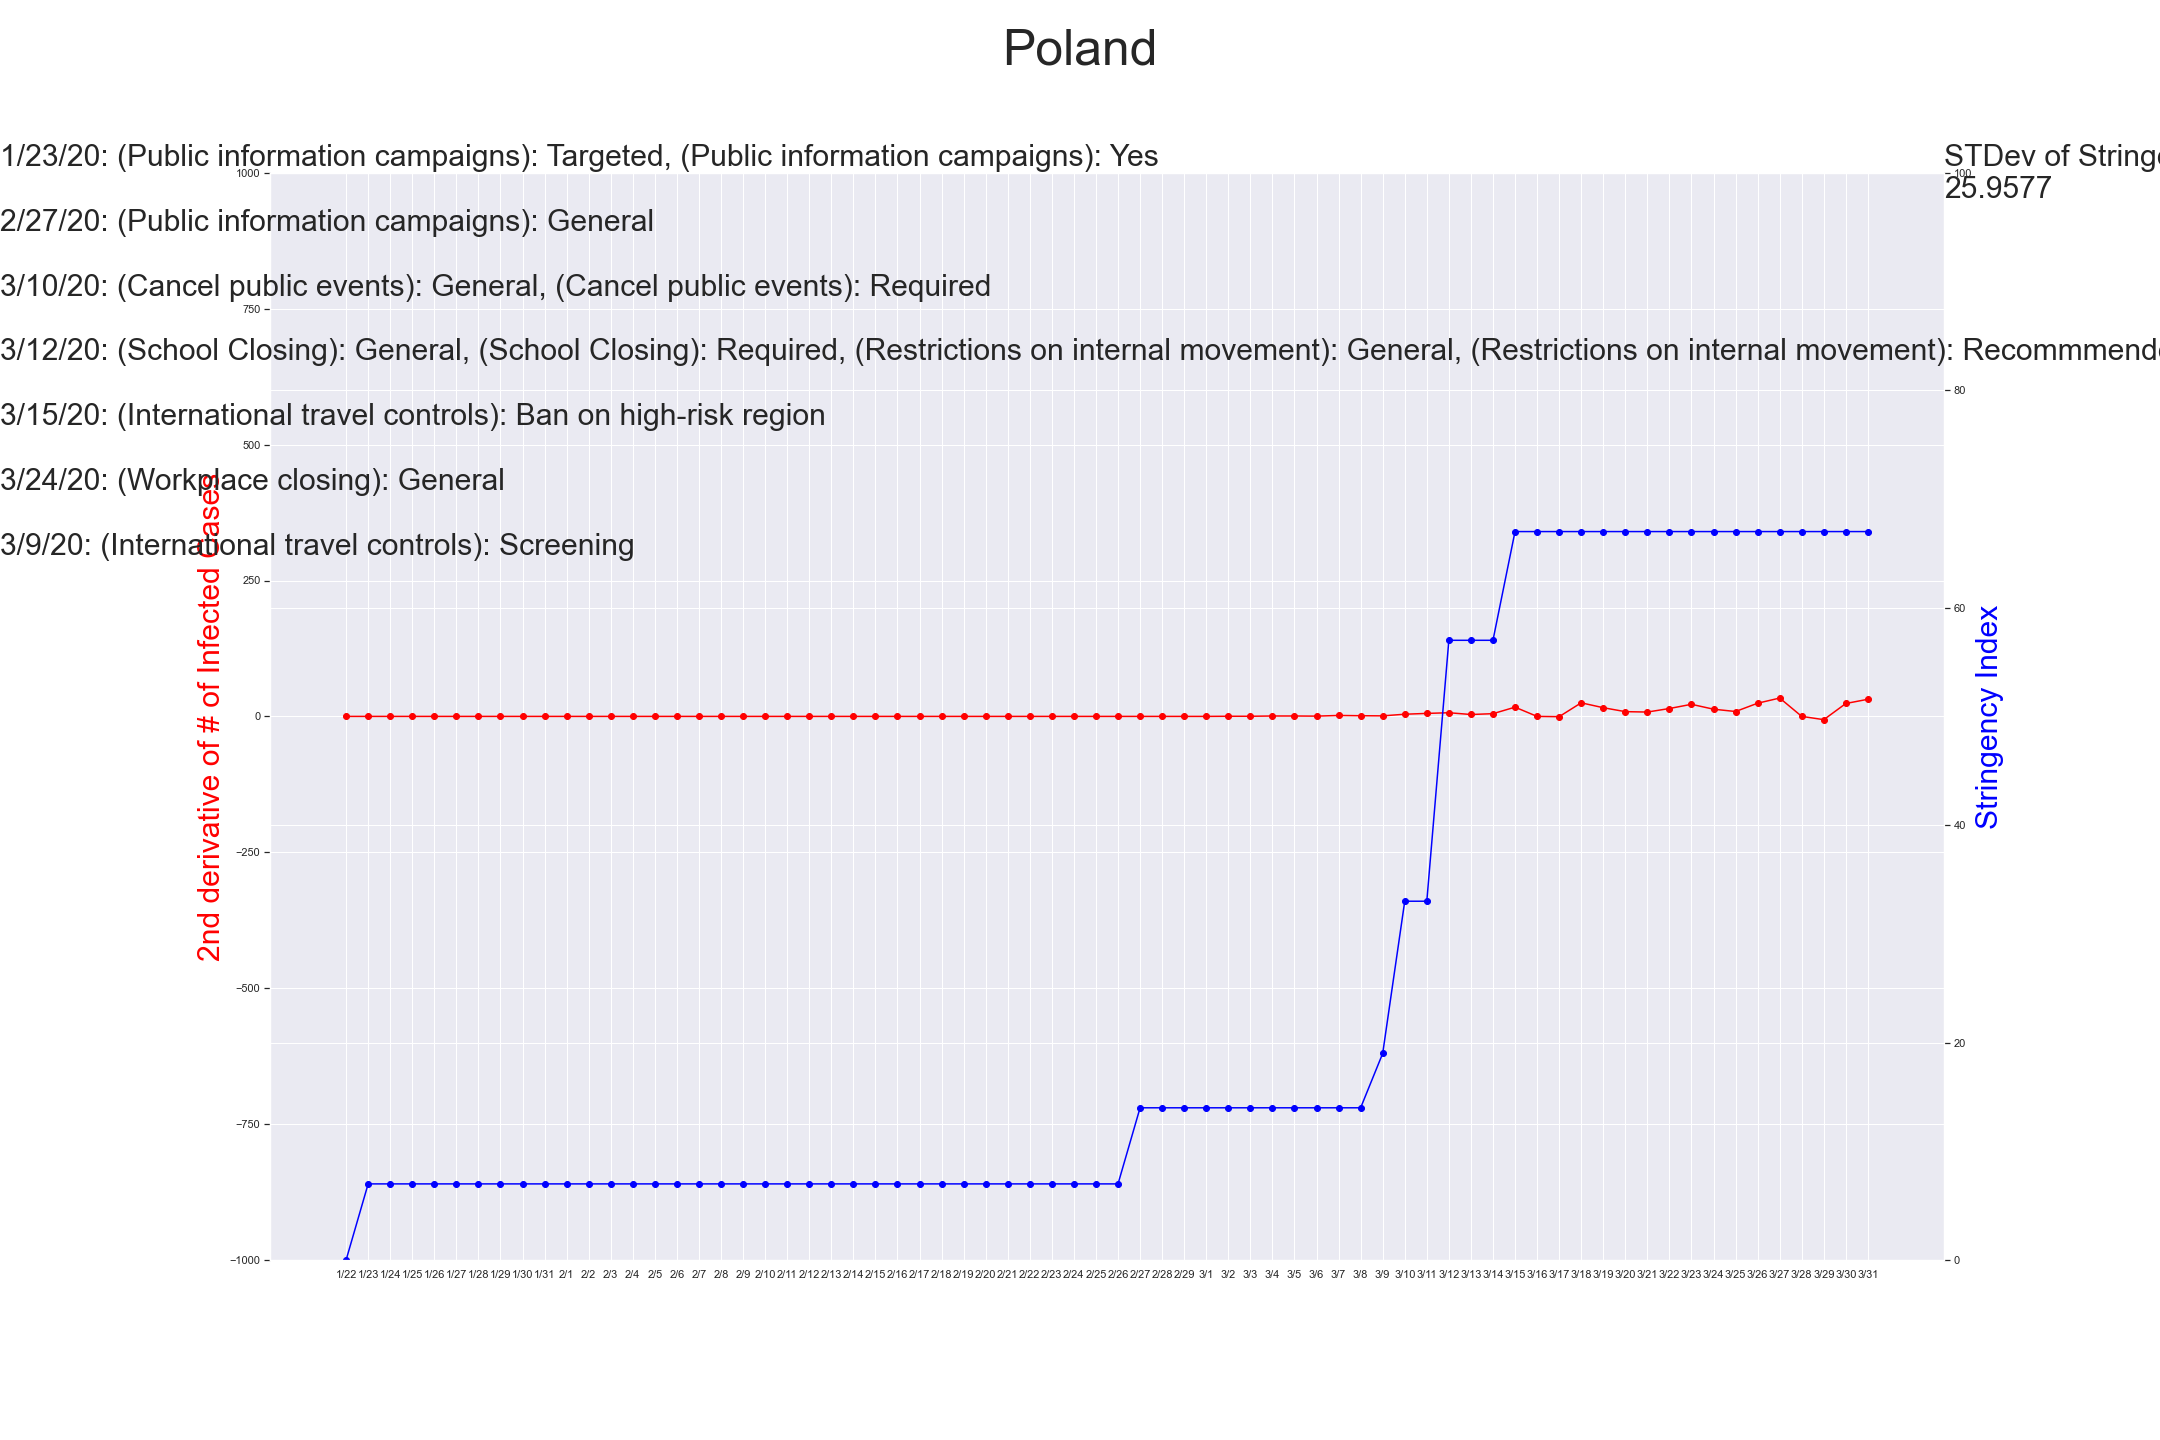 Poland
1/23/20: (Public information campaigns): Targeted, (Public information campaigns): Yes
STDev of
25.9577
2/27/20: (Public information campaigns): General
3/10/20: (Cancel public events): General, (Cancel public events): Required
3/12/20: (School Closing): General, (School Closing): Required, (Restrictions on internal movement): General, (Restrictions on internal movement):
3/15/20: (International travel controls): Ban on high-risk region
3/24/20: (Workplace closing): General
3/9/20: (International travel controls): Screening
2nd derivative of # of Infected Cases
1000
750
500
250
0
−250
−500
−750
−1000
100
80
60
40
20
0
Stringency Index
1/22 1/23 1/24 1/25 1/26 1/27 1/28 1/29 1/30 1/31 2/1 2/2 2/3 2/4 2/5 2/6 2/7 2/8 2/9 2/10 2/11 2/12 2/13 2/14 2/15 2/16 2/17 2/18 2/19 2/20 2/21 2/22 2/23 2/24 2/25 2/26 2/27 2/28 2/29 3/1 3/2 3/3 3/4 3/5 3/6 3/7 3/8 3/9 3/10 3/11 3/12 3/13 3/14 3/15 3/16 3/17 3/18 3/19 3/20 3/21 3/22 3/23 3/24 3/25 3/26 3/27 3/28 3/29 3/30 3/31